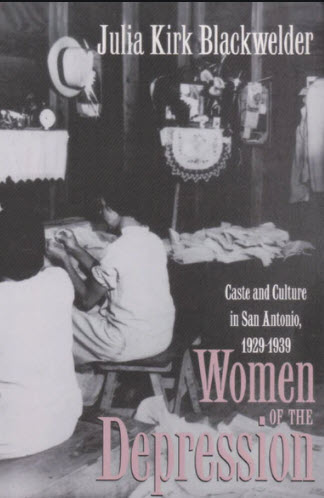 Julia Kirk Blackwelder
Caste and Culture
in San Antonio,
1929-1939
Women
OF THE
Depression